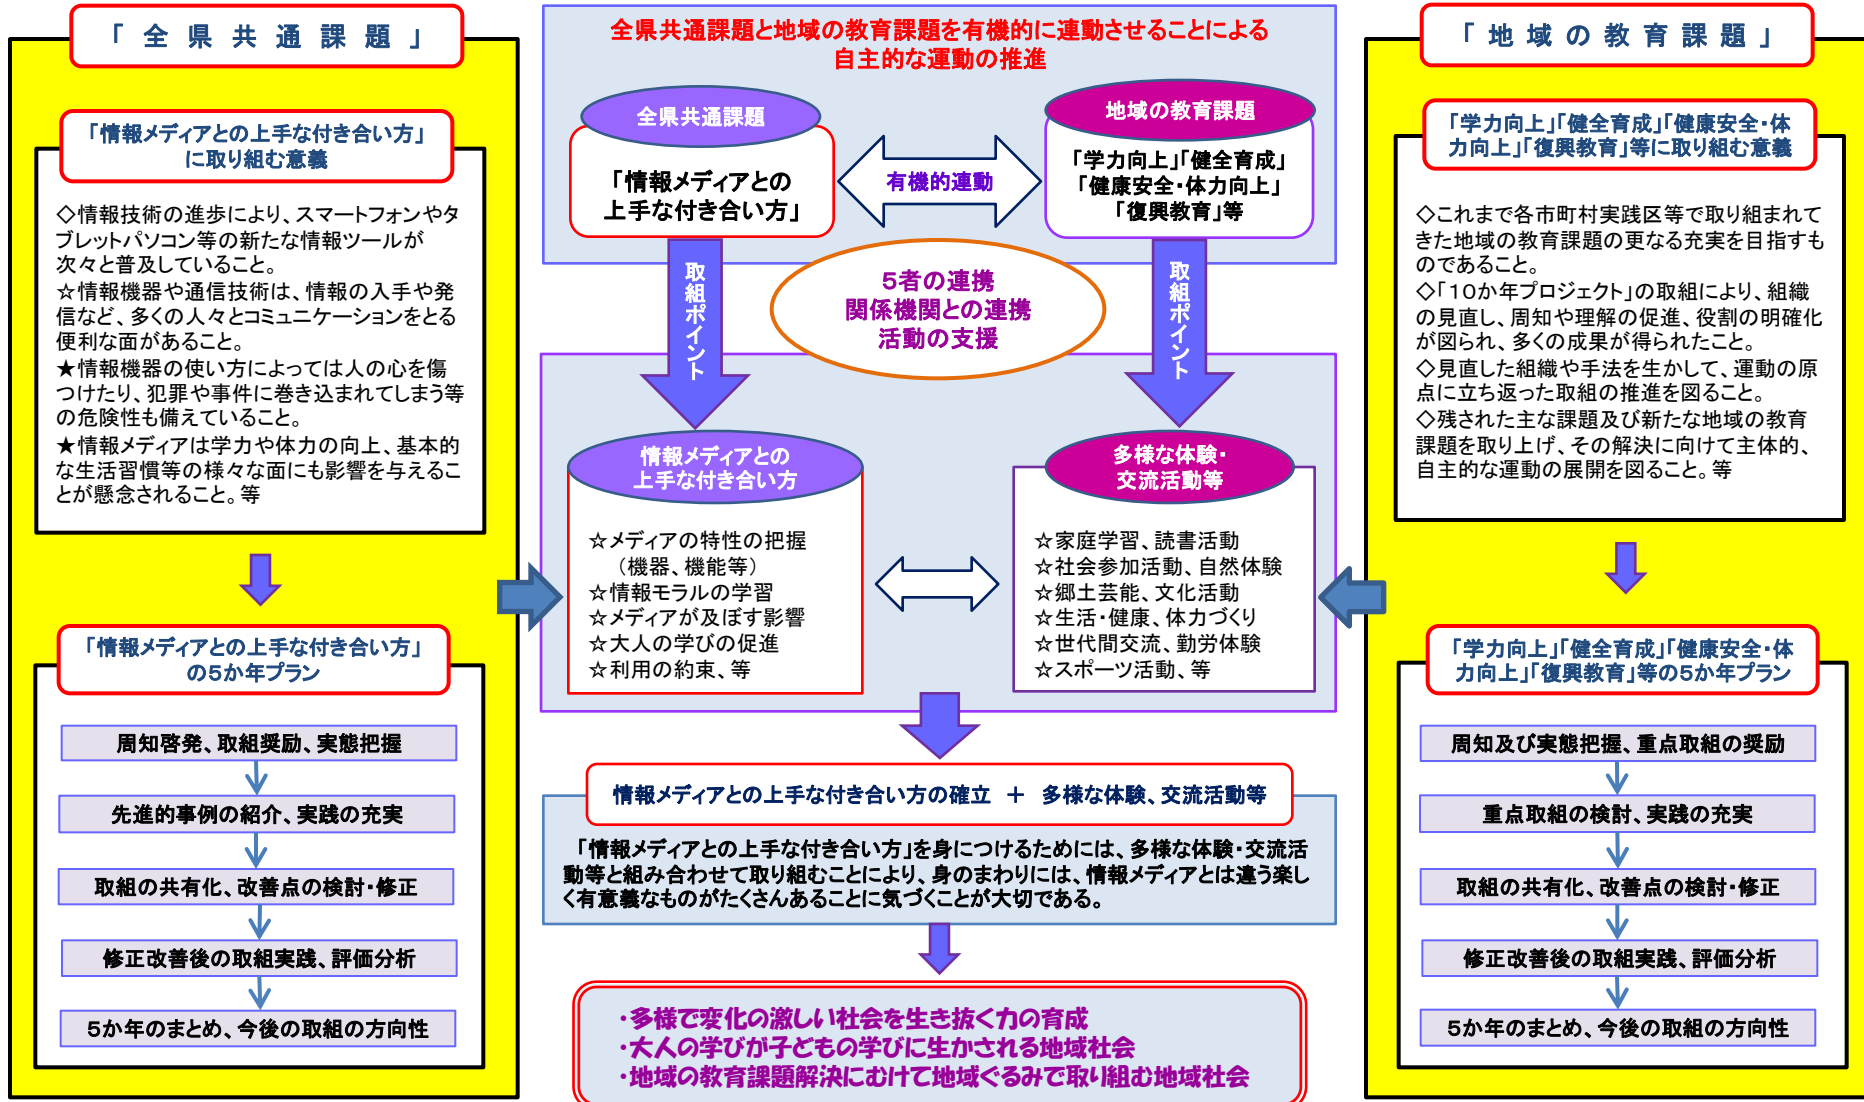 「全県共通課題」
「情報メディアとの上手な付き合い方」
に取り組む意義
◇情報技術の進歩により、スマートフォンやタ
ブレットパソコン等の新たな情報ツールが
次々と普及していること。
☆情報機器や通信技術は、情報の入手や発
信など、多くの人々とコミュニケーションをとる
便利な面があること。
★情報機器の使い方によっては人の心を傷
つけたり、犯罪や事件に巻き込まれてしまう等
の危険性も備えていること。
★情報メディアは学力や体力の向上、基本的
な生活習慣等の様々な面にも影響を与えるこ
とが懸念されること。等
「情報メディアとの上手な付き合い方」
の5か年プラン
周知啓発、取組奨励、実態把握
先進的事例の紹介、実践の充実
取組の共有化、改善点の検討・修正
修正改善後の取組実践、評価分析
5か年のまとめ、今後の取組の方向性
全県共通課題と地域の教育課題を有機的に連動させることによる
自主的な運動の推進
全県共通課題
「情報メディアとの
上手な付き合い方」
有機的連動
地域の教育課題
「学力向上」「健全育成」
「健康安全・体力向上」
「復興教育」等
取組ポイント
5者の連携
関係機関との連携
活動の支援
取組ポイント
情報メディアとの
上手な付き合い方
☆メディアの特性の把握
（機器、機能等）
☆情報モラルの学習
☆メディアが及ぼす影響
☆大人の学びの促進
☆利用の約束、等
多様な体験・
交流活動等
☆家庭学習、読書活動
☆社会参加活動、自然体験
☆郷土芸能、文化活動
☆生活・健康、体力づくり
☆世代間交流、勤労体験
☆スポーツ活動、等
情報メディアとの上手な付き合い方の確立 ＋ 多様な体験、交流活動等
「情報メディアとの上手な付き合い方」を身につけるためには、多様な体験・交流活
動等と組み合わせて取り組むことにより、身のまわりには、情報メディアとは違う楽し
く有意義なものがたくさんあることに気づくことが大切である。
・多様で変化の激しい社会を生き抜く力の育成
・大人の学びが子どもの学びに生かされる地域社会
・地域の教育課題解決にむけて地域ぐるみで取り組む地域社会
「地域の教育課題」
「学力向上」「健全育成」「健康安全・体
力向上」「復興教育」等に取り組む意義
◇これまで各市町村実践区等で取り組まれて
きた地域の教育課題の更なる充実を目指すも
のであること。
◇「10か年プロジェクト」の取組により、組織
の見直し、周知や理解の促進、役割の明確化
が図られ、多くの成果が得られたこと。
◇見直した組織や手法を生かして、運動の原
点に立ち返った取組の推進を図ること。
◇残された主な課題及び新たな地域の教育
課題を取り上げ、その解決に向けて主体的、
自主的な運動の展開を図ること。等
「学力向上」「健全育成」「健康安全・体
力向上」「復興教育」等の5か年プラン
周知及び実態把握、重点取組の奨励
重点取組の検討、実践の充実
取組の共有化、改善点の検討・修正
修正改善後の取組実践、評価分析
5か年のまとめ、今後の取組の方向性